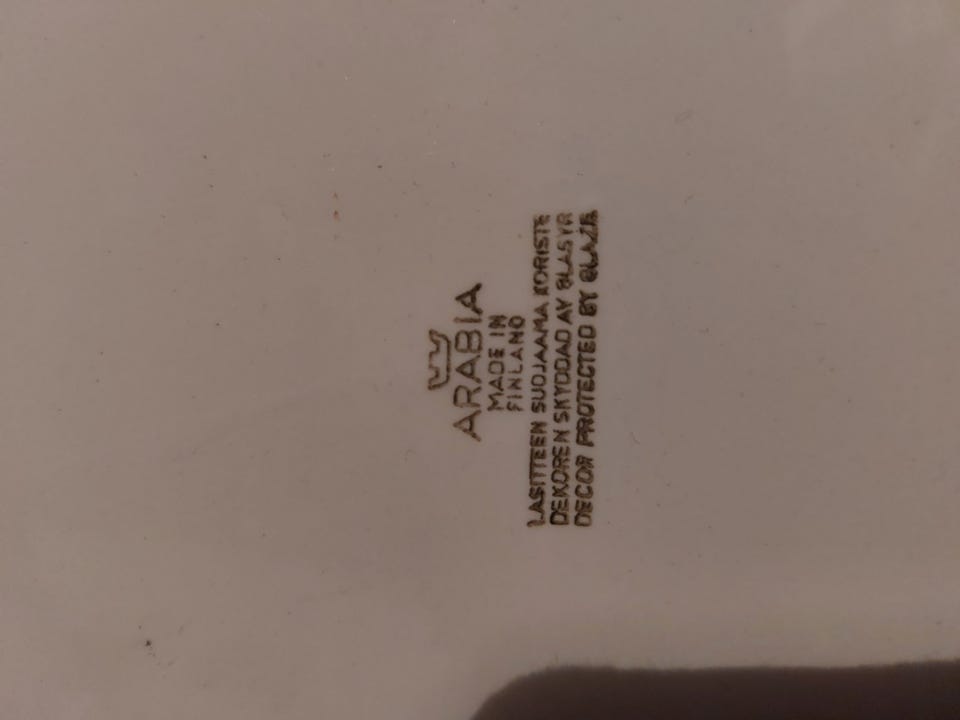 ARABIA
MADE IN
FINLAND
LASITTEEN SUOJAAMA KORISTE
DEKOREN SKYDDAD AV GLASYR
DECOR PROTECTED BY GLAZE